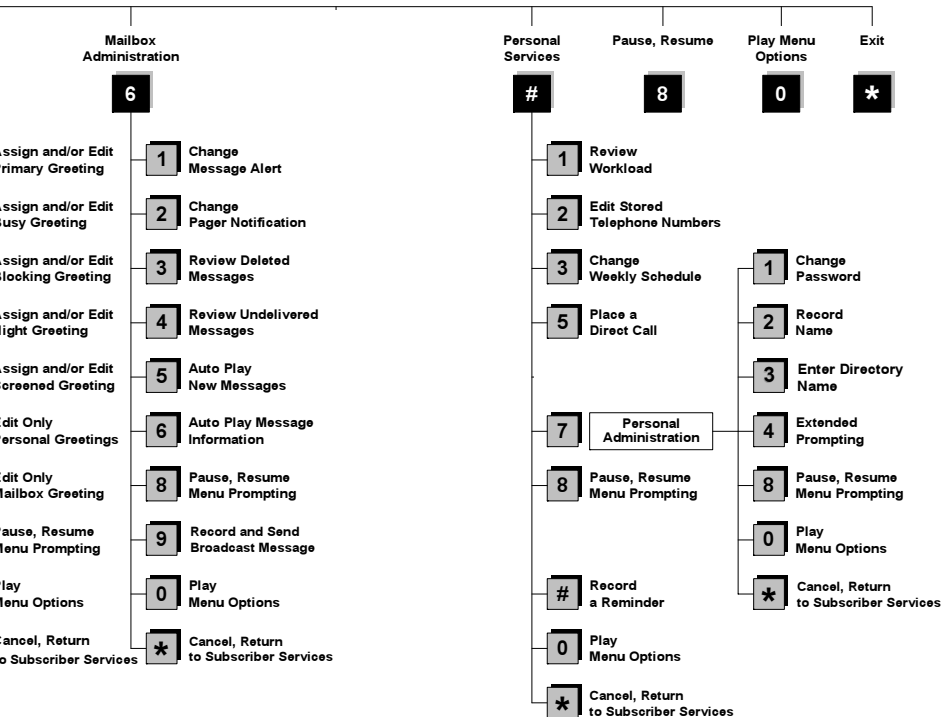 Mailbox
Administration
6
Assign and/or Edit
Primary Greeting
Assign and/or Edit
Busy Greeting
Assign and/or Edit
Blocking Greeting
Assign and/or Edit
Greeting
Assign and/or Edit
Screened Greeting
Edit Only
Personal Greetings
Edit Only
Mailbox Greeting
Pause, Resume
Menu Prompting
Play
Menu Options
Cancel, Return
to Subscriber Services
1
Change
Message Alert
2
Change
Pager Notification
3
Review Deleted
Messages
4
Review Undelivered
Messages
5
Auto Play
New Messages
6
Auto Play Message
Information
8
Pause, Resume
Menu Prompting
9
Record and Send
Broadcast Message
0
Play
Menu Options
*
Cancel, Return
to Subscriber Services
Personal
Services
#
1
Review
Workload
2
Edit Stored
Telephone Numbers
3
Change
Weekly Schedule
5
Place a
Direct Call
7
Personal
Administration
8
Pause, Resume
Menu Prompting
#
Record
a Reminder
0
Play
Menu Options
*
Cancel, Return
to Subscriber Services
1
Change
Password
2
Record
Name
3
Enter Directory
Name
4
Extended
Prompting
8
Pause, Resume
Menu Prompting
0
Play
Menu Options
*
Cancel, Return
to Subscriber Services
Pause, Resume
8
Play Menu
Options
0
Exit
*